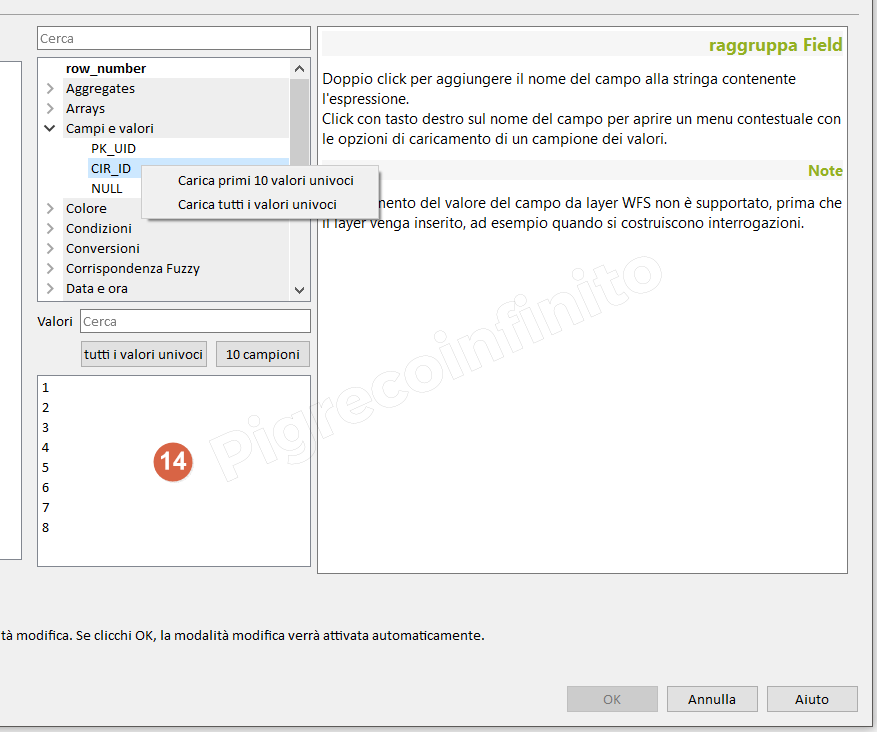 Cerca
row_number
Aggregates
Arrays
Campi e valori
PK_UID
CIR_ID
NULL
Carica primi 10 valori univoci
Carica tutti i valori univoci
Colore
Condizioni
Conversioni
Corrispondenza Fuzzy
Data e ora
Valori
Cerca
tutti i valori univoci
10 campioni
1
2
3
4
5
6
7
8
14
raggruppa Field
Doppio click per aggiungere il nome del campo alla stringa contenente
l'espressione.
Click con tasto destro sul nome del campo per aprire un menu contestuale con
le opzioni di caricamento di un campione dei valori.
Note
mento del valore del campo da layer WFS non è supportato, prima che
il layer venga inserito, ad esempio quando si costruiscono interrogazioni.
Pigrecoinfinito
tà modifica. Se clicchi OK, la modalità modifica verrà attivata automaticamente.
OK
Annulla
Aiuto